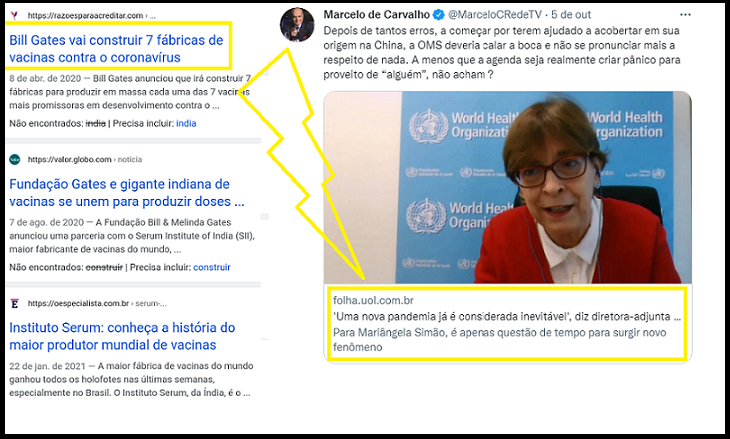 https://razoesparaacreditar.com › ...
Bill Gates vai construir 7 fábricas de
vacinas contra o coronavírus
8 de abr. de 2020 — Bill Gates anunciou que irá construir 7
fábricas para produzir em massa cada uma das 7 vacinas
mais promissoras em desenvolvimento contra o ...
Não encontrados: india | Precisa incluir: india
https://valor.globo.com › noticia
Fundação Gates e gigante indiana de
vacinas se unem para produzir doses ...
7 de ago. de 2020 — A Fundação Bill & Melinda Gates
anunciou uma parceria com o Serum Institute of India (SII),
maior fabricante de vacinas do mundo, ...
Não encontrados: construir | Precisa incluir: construir
E
https://oespecialista.com.br › serum-...
Instituto Serum: conheça a história do
maior produtor mundial de vacinas
22 de jan. de 2021 — A maior fábrica de vacinas do mundo
ganhou todos os holofotes nas últimas semanas,
especialmente no Brasil. O Instituto Serum, da Índia, é o ...
Marcelo de Carvalho @MarceloCRedeTV · 5 de out
Depois de tantos erros, a começar por terem ajudado a acobertar em sua
origem na China, a OMS deveria calar a boca e não se pronunciar mais a
respeito de nada. A menos que a agenda seja realmente criar pânico para
proveito de “alguém”, não acham ?
World Health
Organization
World Health
Organization
World Health
Organization
folha.uol.com.br
'Uma nova pandemia já é considerada inevitável', diz diretora-adjunta ...
Para Mariângela Simão, é apenas questão de tempo para surgir novo
fenômeno